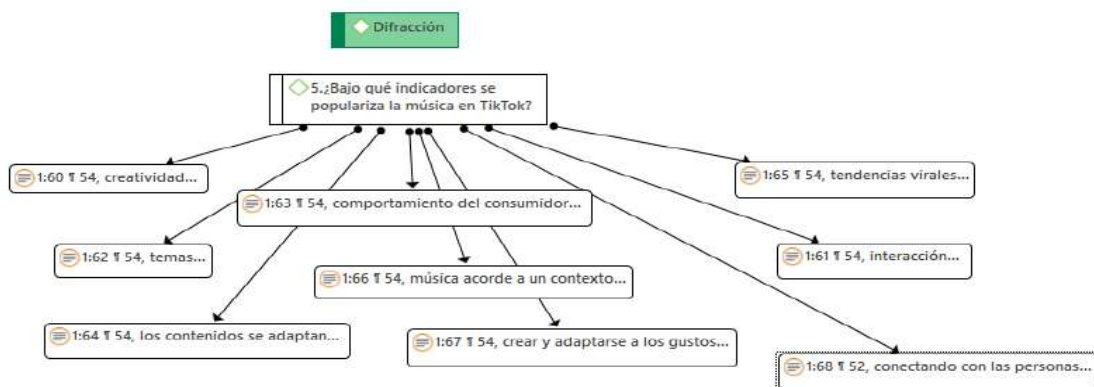 Difracción
5.¿Bajo qué indicadores se
populariza la música en TikTok?
1:60 ¶ 54, creatividad...
1:65 ¶ 54, tendencias virales...
1:63 ¶ 54, comportamiento del consumidor...
1:62 ¶ 54, temas...
1:61 ¶ 54, interacción...
1:66 ¶ 54, música acorde a un contexto...
1:64 ¶ 54, los contenidos se adaptan...
1:67 ¶ 54, crear y adaptarse a los gustos...
1:68 ¶ 52, conectando con las personas...